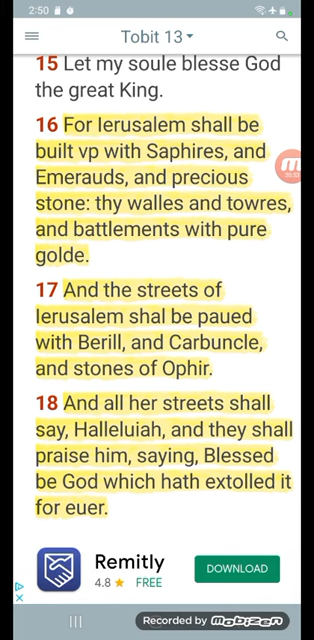 2:50
Tobit 13
15 Let my soule blesse God
the great King.
16 For Ierusalem shall be
built vp with Saphires, and
Emerauds, and precious
stone: thy walles and towres,
and battlements with pure
golde.
17 And the streets of
Ierusalem shal be paued
with Berill, and Carbuncle,
and stones of Ophir.
18 And all her streets shall
say, Halleluiah, and they shall
praise him, saying, Blessed
be God which hath extolled it
for euer.
Remitly
4.8 ★ FREE
DOWNLOAD
Recorded by mobizen